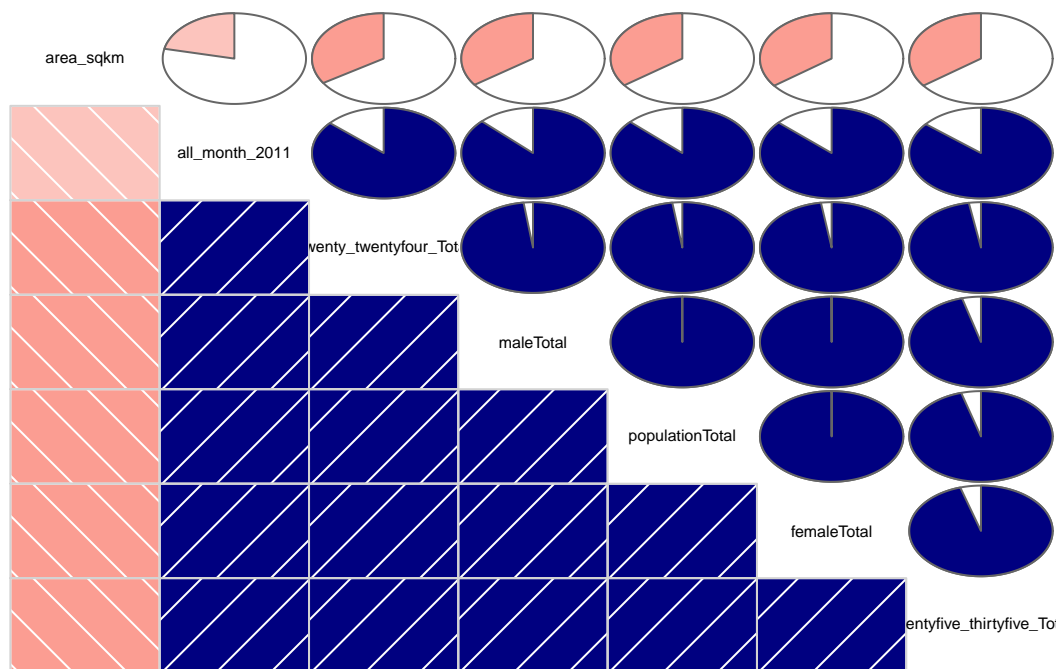 area_sqkm
all_month_2011
wenty_twentyfour_Tot
maleTotal
populationTotal
femaleTotal
entyfive_thirtyfive_Tot